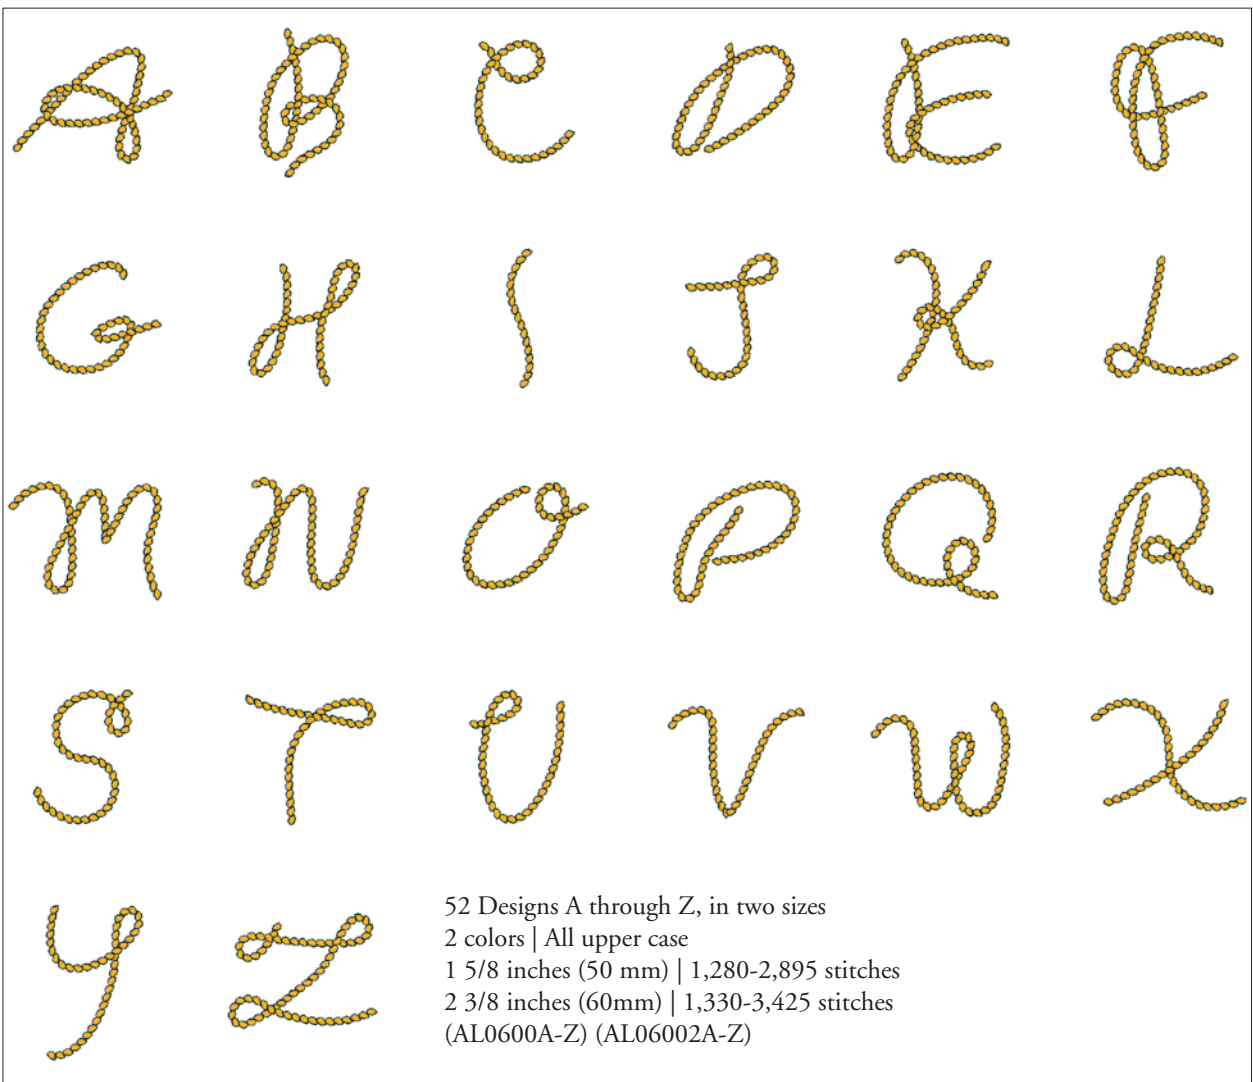 A B C D E F
G H I J K L
M N O P Q R
S T U V W X
Y Z
52 Designs A through Z, in two sizes
2 colors | All upper case
1 5/8 inches (50 mm) | 1,280-2,895 stitches
2 3/8 inches (60mm) | 1,330-3,425 stitches
(AL0600A-Z) (AL06002A-Z)